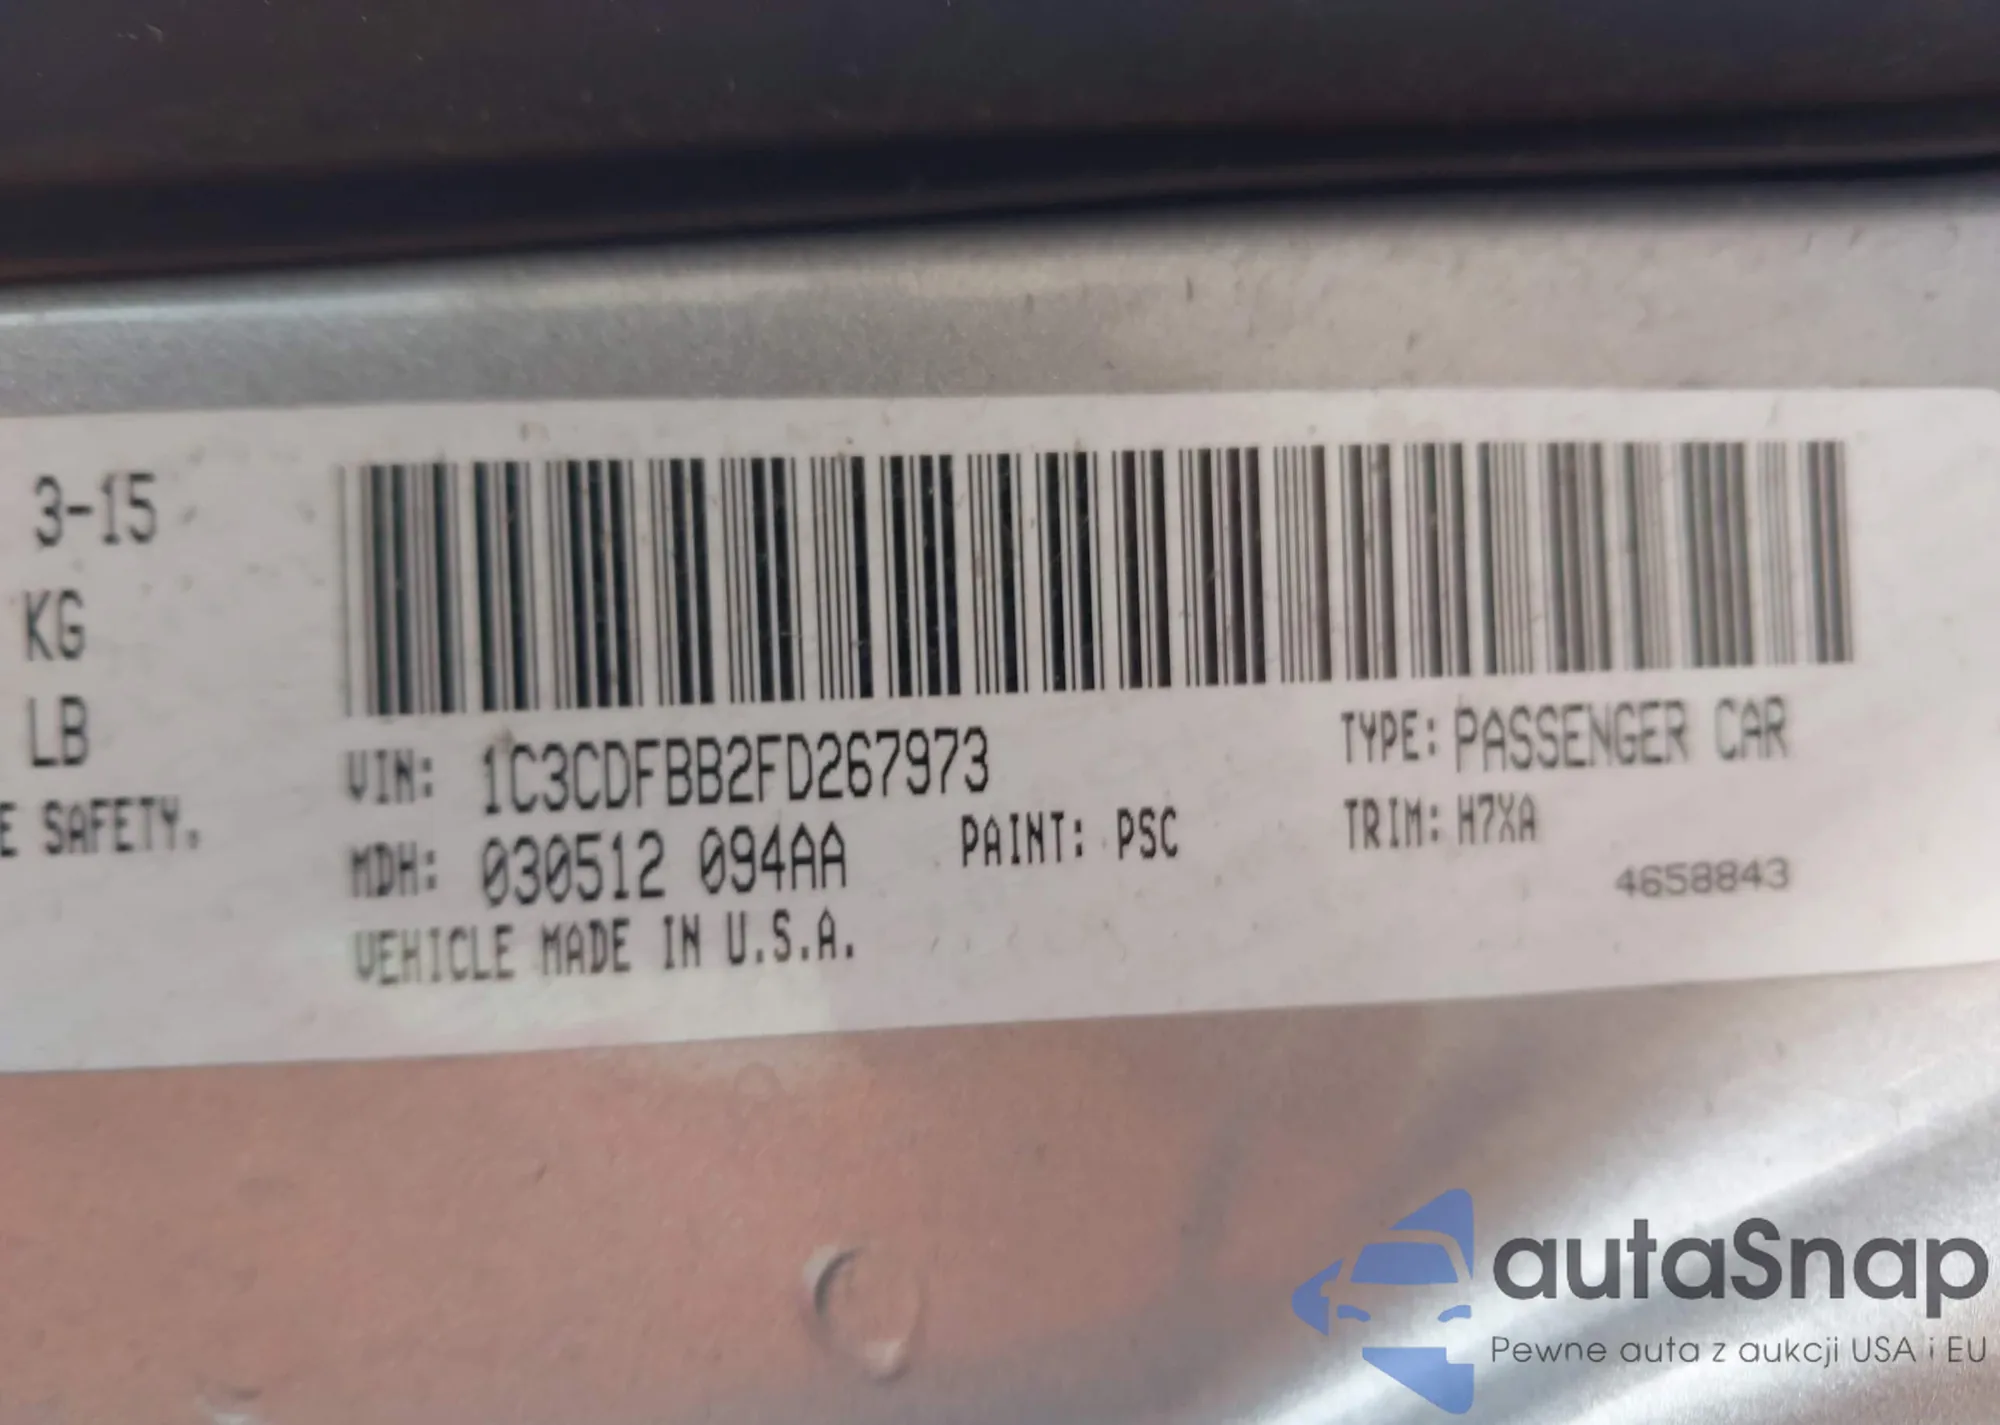 3-15
KG
LB
E SAFETY.
VIN: 1C3CDFBB2FD267973
TYPE: PASSENGER CAR
MDH: 030512 094AA
PAINT: PSC
TRIM: H7XA
4658843
VEHICLE MADE IN U.S.A.
autaSnap
Pewne auta z aukcji USA i EU